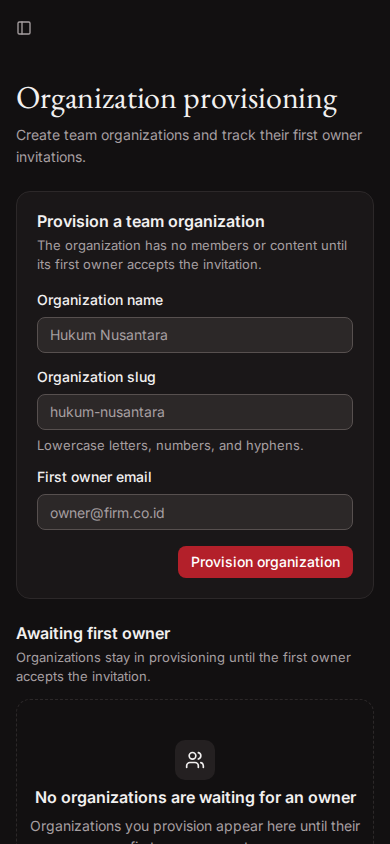 Organization provisioning
Create team organizations and track their first owner
invitations.
Provision a team organization
The organization has no members or content until
its first owner accepts the invitation.
Organization name
Hukum Nusantara
Organization slug
hukum-nusantara
Lowercase letters, numbers, and hyphens.
First owner email
owner@firm.co.id
Provision organization
Awaiting first owner
Organizations stay in provisioning until the first owner
accepts the invitation.
No organizations are waiting for an owner
Organizations you provision appear here until their